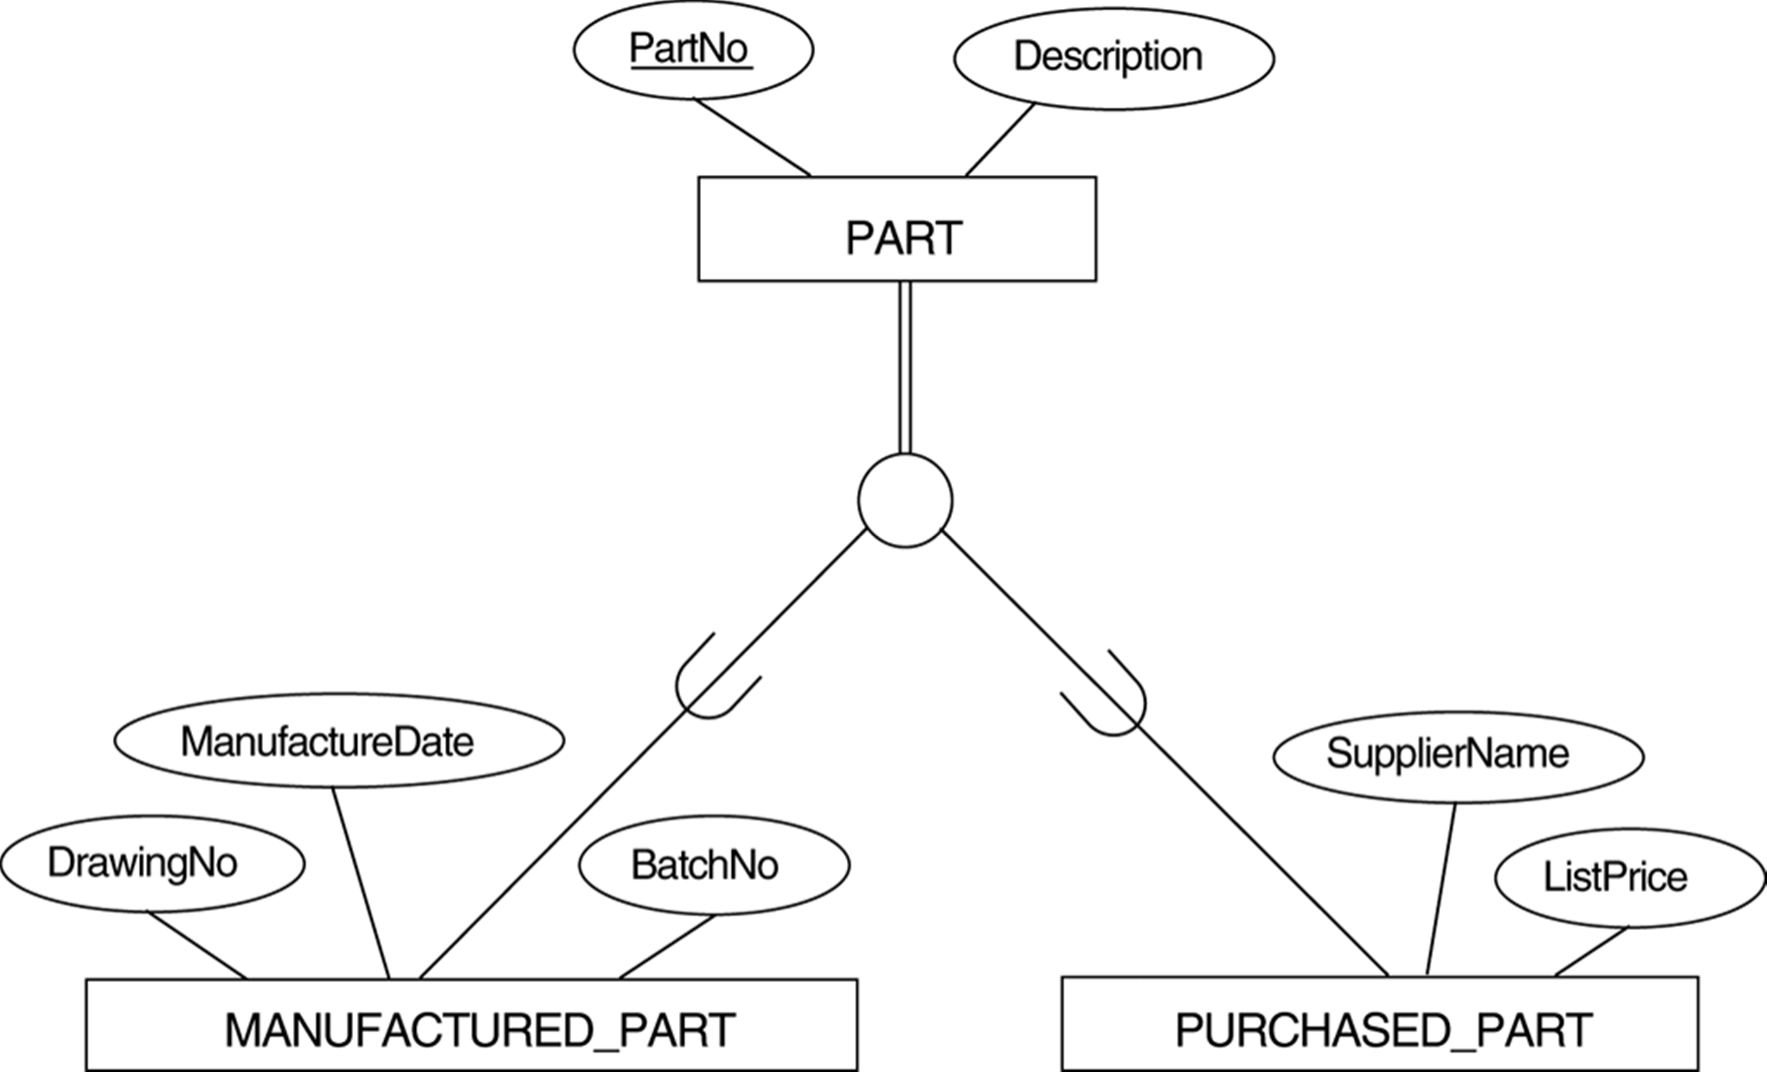 PartNo
Description
PART
ManufactureDate
SupplierName
DrawingNo
BatchNo
ListPrice
MANUFACTURED_PART
PURCHASED_PART